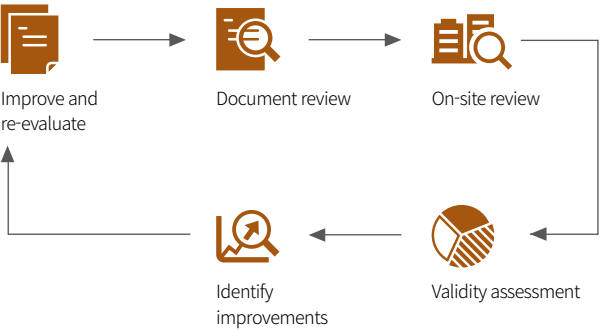 Improve and
re-evaluate
Document review
On-site review
Identify
improvements
Validity assessment